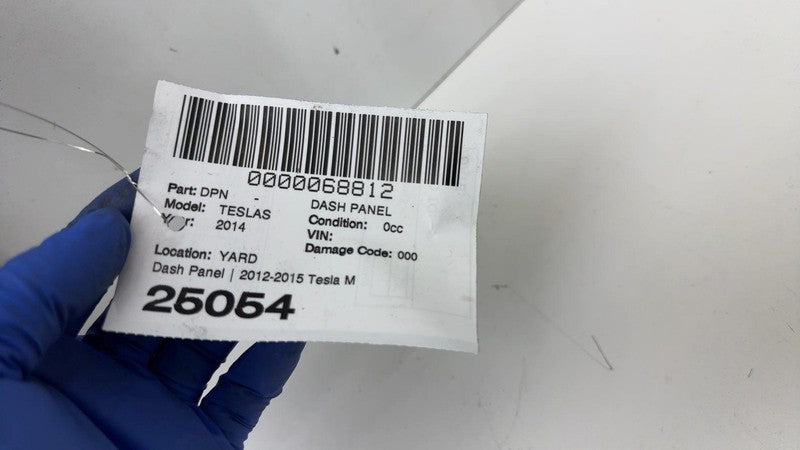 0000068812
Part: DPN - DASH PANEL
Model: TESLAS Condition: 0cc
2014 VIN:
Location: YARD Damage Code: 000
Dash Panel | 2012-2015 Tesla M
25054